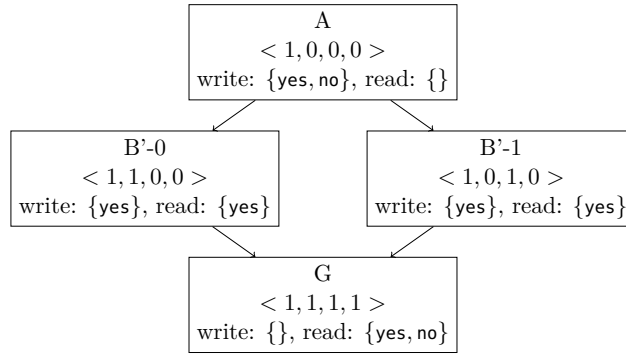 A
< 1, 0, 0, 0 >
write: {yes, no}, read: {}
B'-0
< 1, 1, 0, 0 >
write: {yes}, read: {yes}
B'-1
< 1, 0, 1, 0 >
write: {yes}, read: {yes}
G
< 1, 1, 1, 1 >
write: {}, read: {yes, no}